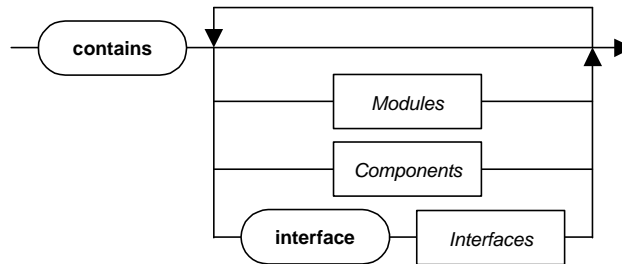 contains
Modules
Components
interface Interfaces